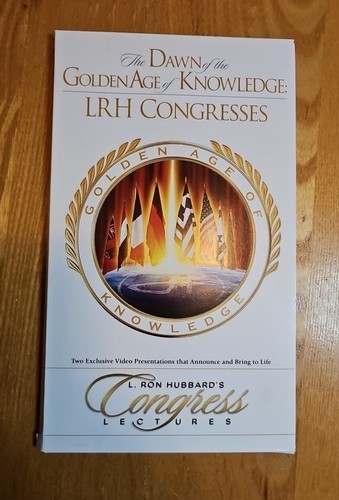 The DAWN of the
GOLDEN AGE of KNOWLEDGE:
LRH CONGRESSES
GOLDEN AGE OF
KNOWLEDGE
Two Exclusive Video Presentations that Announce and Bring to Life
L. RON HUBBARD'S
Congress
LECTURES